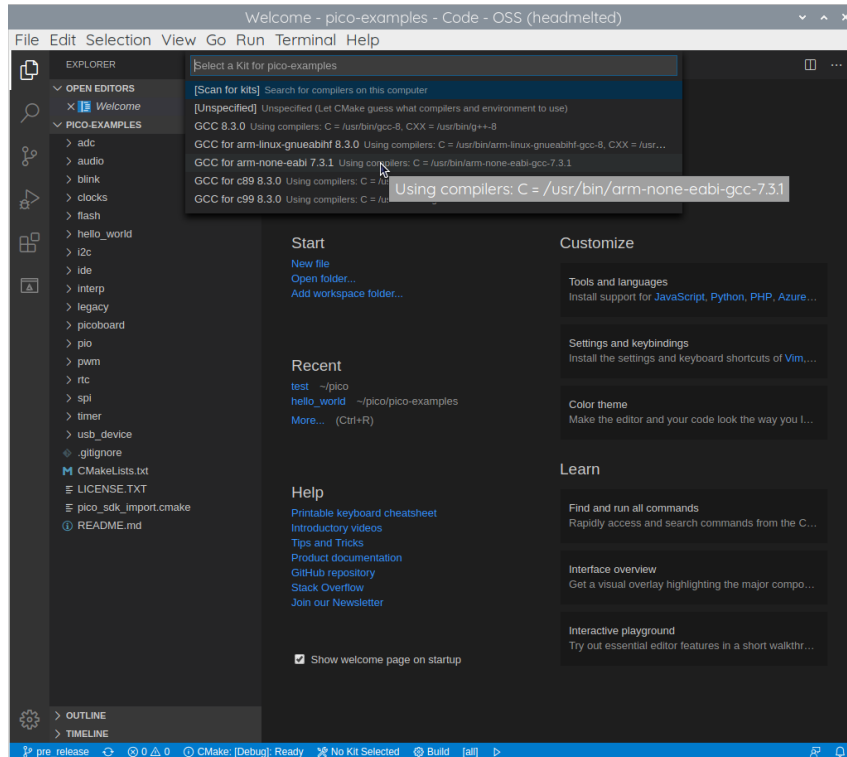 Welcome - pico-examples - Code - OSS (headmelted)
File Edit Selection View Go Run Terminal Help
EXPLORER
OPEN EDITORS
Welcome
PICO-EXAMPLES
adc
audio
blink
clocks
flash
hello_world
i2c
ide
interp
legacy
picoboard
pio
pwm
rtc
spi
timer
usb_device
.gitignore
CMakeLists.txt
LICENSE.TXT
pico_sdk_import.cmake
README.md
OUTLINE
TIMELINE
Select a Kit for pico-examples
[Scan for kits] Search for compilers on this computer
[Unspecified] Unspecified (Let CMake guess what compilers and environment to use)
GCC 8.3.0 Using compilers: C = /usr/bin/gcc-8, CXX = /usr/bin/g++-8
GCC for arm-linux-gnueabihf 8.3.0 Using compilers: C = /usr/bin/arm-linux-gnueabihf-gcc-8, CXX = /usr...
GCC for arm-none-eabi 7.3.1 Using compilers: C = /usr/bin/arm-none-eabi-gcc-7.3.1
GCC for c89 8.3.0 Using compilers: C =
GCC for c99 8.3.0 Using compilers: C =
Using compilers: C = /usr/bin/arm-none-eabi-gcc-7.3.1
Start
New file
Open folder...
Add workspace folder...
Recent
test ~/pico
hello_world ~/pico/pico-examples
More... (Ctrl+R)
Help
Printable keyboard cheatsheet
Introductory videos
Tips and Tricks
Product documentation
GitHub repository
Stack Overflow
Join our Newsletter
Show welcome page on startup
Customize
Tools and languages
Install support for JavaScript, Python, PHP, Azure...
Settings and keybindings
Install the settings and keyboard shortcuts of Vim,...
Color theme
Make the editor and your code look the way you l...
Learn
Find and run all commands
Rapidly access and search commands from the C...
Interface overview
Get a visual overlay highlighting the major compo...
Interactive playground
Try out essential editor features in a short walkthr...
pre_release 0 0 CMake: [Debug]: Ready No Kit Selected Build [all]